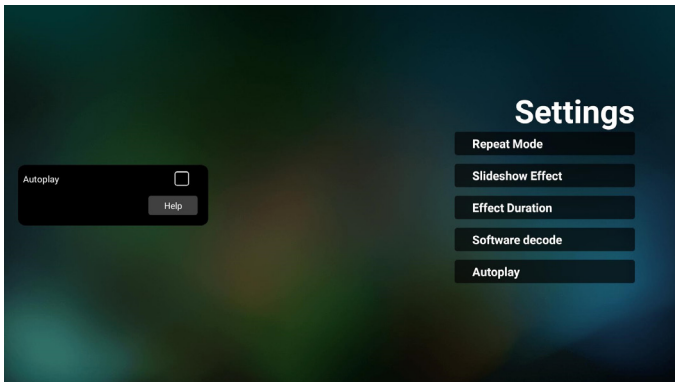 Settings
Repeat Mode
Slideshow Effect
Effect Duration
Software decode
Autoplay
Autoplay
Help